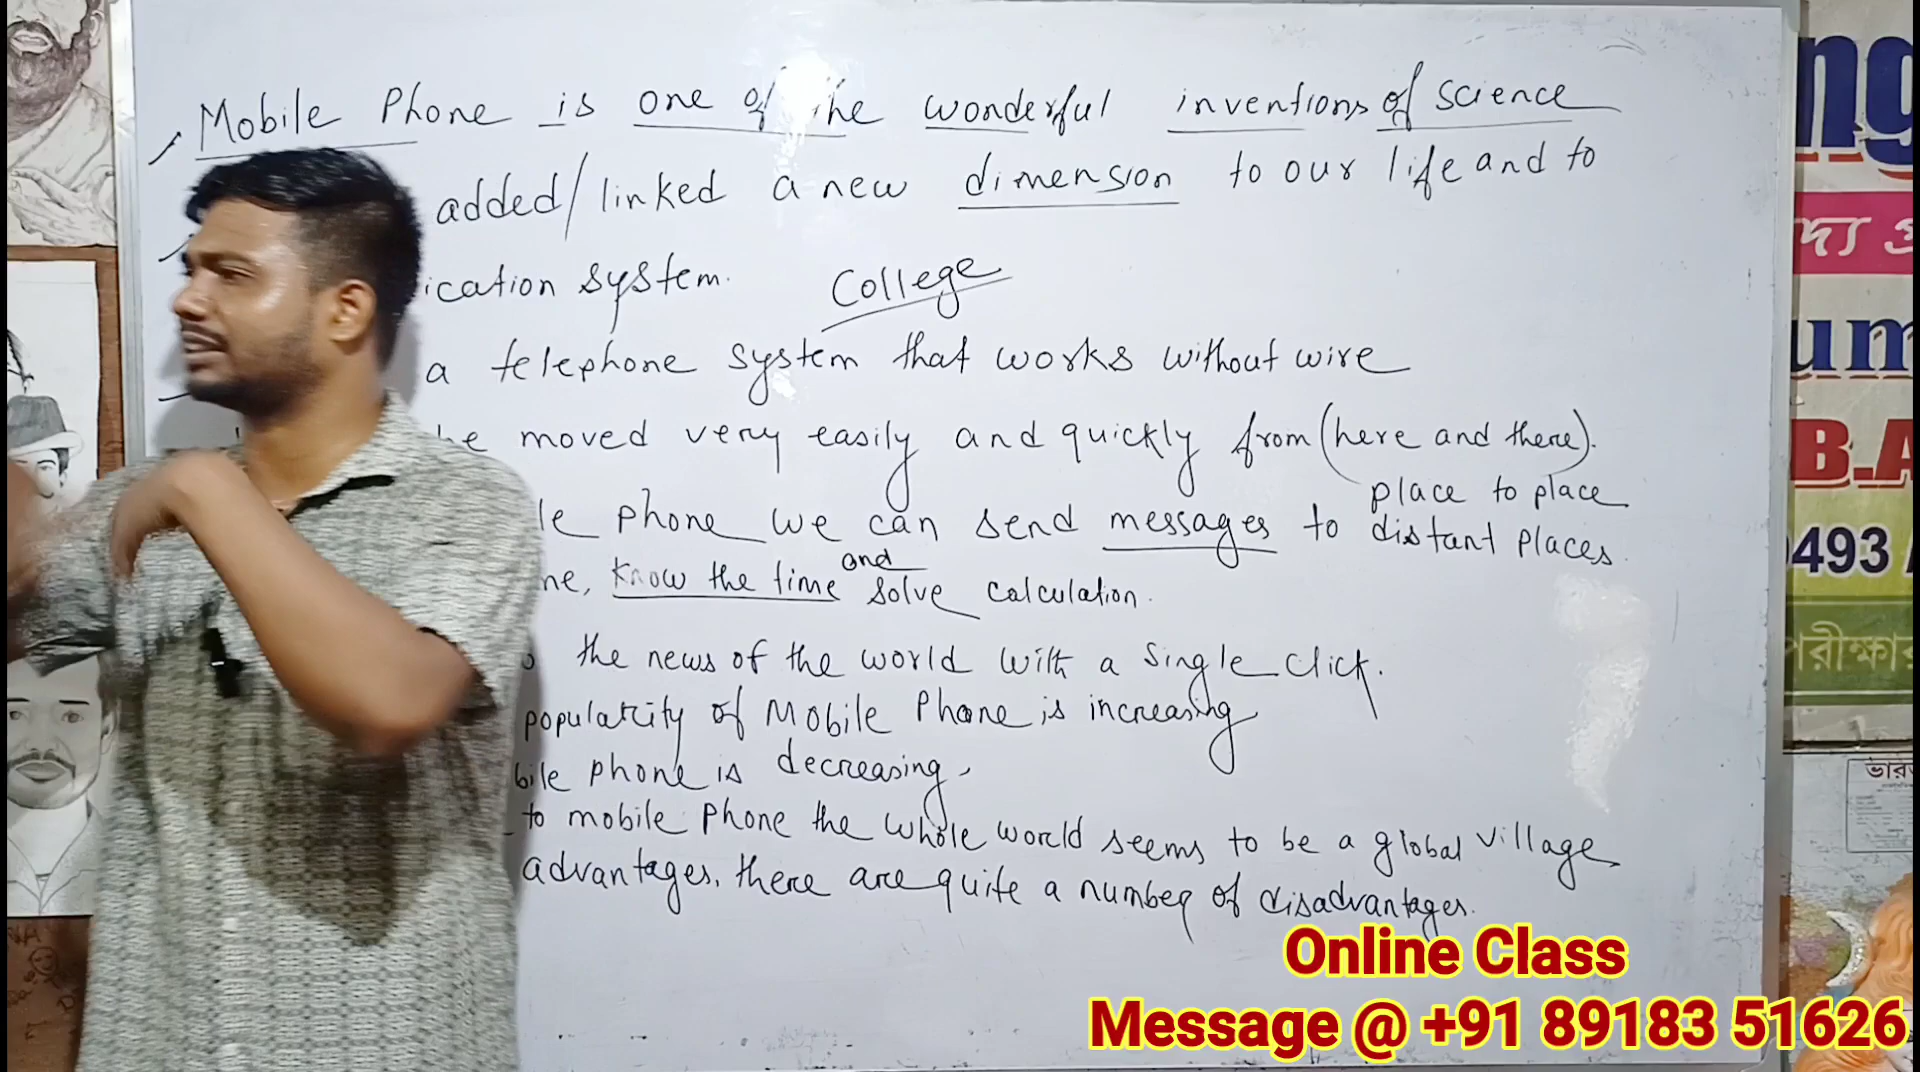 Mobile Phone is one of the wonderful inventions of science
added/linked a new dimension to our life and to
ication system.
College
a telephone system that works without wire
he moved very easily and quickly from (here and there).
place to place
le phone we can send messages to distant places.
and
ne, know the time solve calculation.
the news of the world with a single click.
popularity of Mobile Phone is increasing
bile phone is decreasing,
to mobile phone the whole world seems to be a global village
advantages, there are quite a number of disadvantages.
ng
um
B.A
0493
পরীক্ষার
ভার
Online Class
Message @ +91 89183 51626